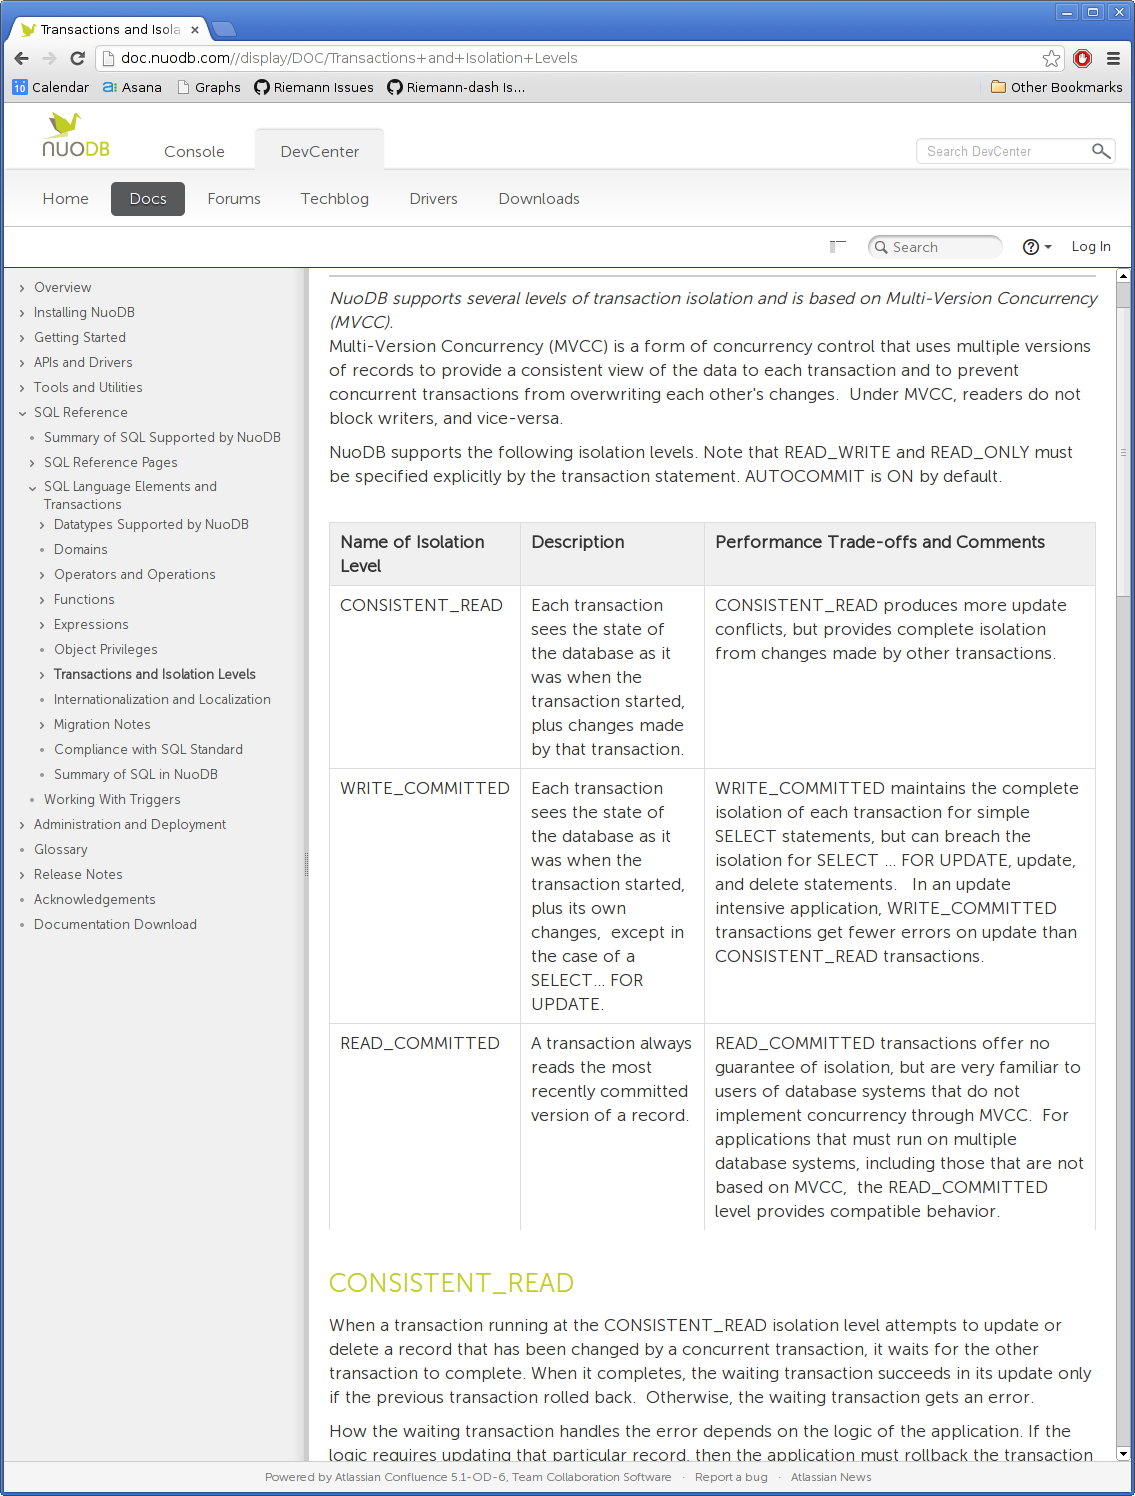 Transactions and Isola
doc.nuodb.com//display/DOC/Transactions+and+Isolation+Levels
10 Calendar
a: Asana
Graphs
Riemann Issues
Riemann-dash Is...
Other Bookmarks
NUODB
Console
DevCenter
Search DevCenter
Home
Docs
Forums
Techblog
Drivers
Downloads
Search
?
Log In
Overview
Installing NuoDB
Getting Started
APIs and Drivers
Tools and Utilities
SQL Reference
Summary of SQL Supported by NuoDB
SQL Reference Pages
SQL Language Elements and
Transactions
Datatypes Supported by NuoDB
Domains
Operators and Operations
Functions
Expressions
Object Privileges
Transactions and Isolation Levels
Internationalization and Localization
Migration Notes
Compliance with SQL Standard
Summary of SQL in NuoDB
Working With Triggers
Administration and Deployment
Glossary
Release Notes
Acknowledgements
Documentation Download
NuoDB supports several levels of transaction isolation and is based on Multi-Version Concurrency
(MVCC).
Multi-Version Concurrency (MVCC) is a form of concurrency control that uses multiple versions
of records to provide a consistent view of the data to each transaction and to prevent
concurrent transactions from overwriting each other's changes.  Under MVCC, readers do not
block writers, and vice-versa.
NuoDB supports the following isolation levels. Note that READ_WRITE and READ_ONLY must
be specified explicitly by the transaction statement. AUTOCOMMIT is ON by default.
Name of Isolation
Level
Description
Performance Trade-offs and Comments
CONSISTENT_READ
Each transaction
sees the state of
the database as it
was when the
transaction started,
plus changes made
by that transaction.
CONSISTENT_READ produces more update
conflicts, but provides complete isolation
from changes made by other transactions.
WRITE_COMMITTED
Each transaction
sees the state of
the database as it
was when the
transaction started,
plus its own
changes,  except in
the case of a
SELECT... FOR
UPDATE.
WRITE_COMMITTED maintains the complete
isolation of each transaction for simple
SELECT statements, but can breach the
isolation for SELECT ... FOR UPDATE, update,
and delete statements.   In an update
intensive application, WRITE_COMMITTED
transactions get fewer errors on update than
CONSISTENT_READ transactions.
READ_COMMITTED
A transaction always
reads the most
recently committed
version of a record.
READ_COMMITTED transactions offer no
guarantee of isolation, but are very familiar to
users of database systems that do not
implement concurrency through MVCC.  For
applications that must run on multiple
database systems, including those that are not
based on MVCC,  the READ_COMMITTED
level provides compatible behavior.
CONSISTENT_READ
When a transaction running at the CONSISTENT_READ isolation level attempts to update or
delete a record that has been changed by a concurrent transaction, it waits for the other
transaction to complete. When it completes, the waiting transaction succeeds in its update only
if the previous transaction rolled back.  Otherwise, the waiting transaction gets an error.
How the waiting transaction handles the error depends on the logic of the application. If the
logic requires updating that particular record, then the application must rollback the transaction
Powered by Atlassian Confluence 5.1-OD-6, Team Collaboration Software · Report a bug · Atlassian News